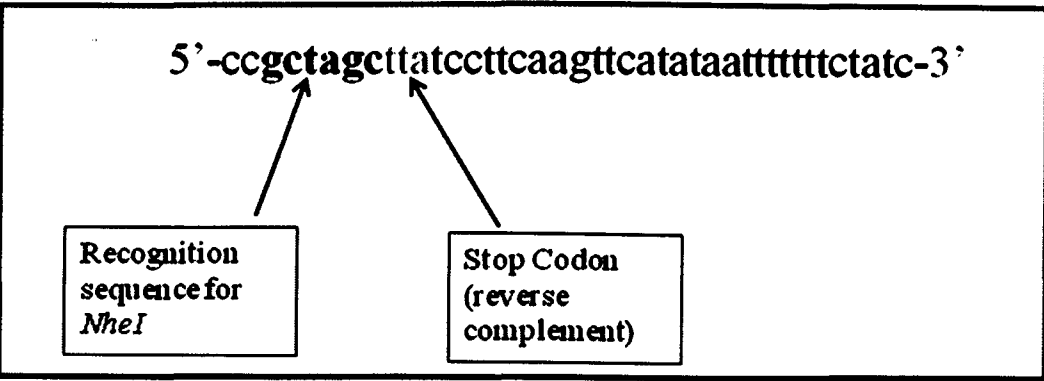 5’-ccgctagcttatccttcaagttcatataatttttttctatc-3’
Recognition
sequence for
NheI
Stop Codon
(reverse
complement)